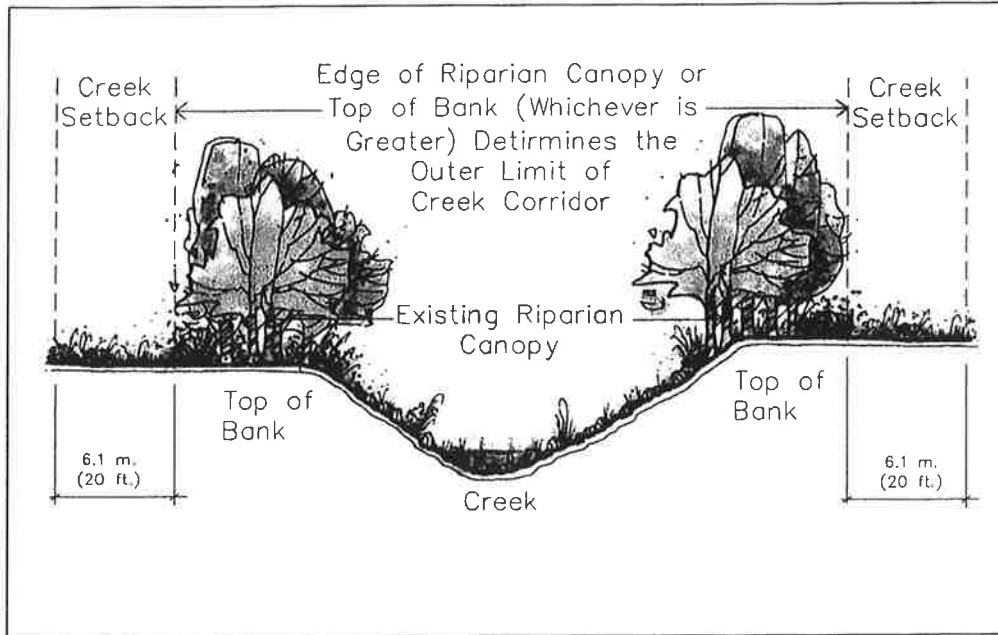 Creek
Setback
Edge of Riparian Canopy or
Top of Bank (Whichever is
Greater) Detirmines the
Outer Limit of
Creek Corridor
Creek
Setback
Existing Riparian
Canopy
Top of
Bank
Top of
Bank
6.1 m.
(20 ft.)
6.1 m.
(20 ft.)
Creek